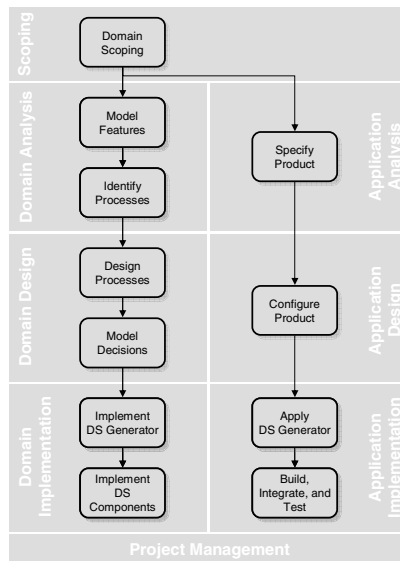 Scoping
Domain
Scoping
Domain Analysis
Model
Features
Identify
Processes
Specify
Product
Application
Analysis
Domain Design
Design
Processes
Model
Decisions
Configure
Product
Application
Design
Domain
Implementation
Implement
DS Generator
Implement
DS
Components
Apply
DS Generator
Build,
Integrate, and
Test
Application
Implementation
Project Management